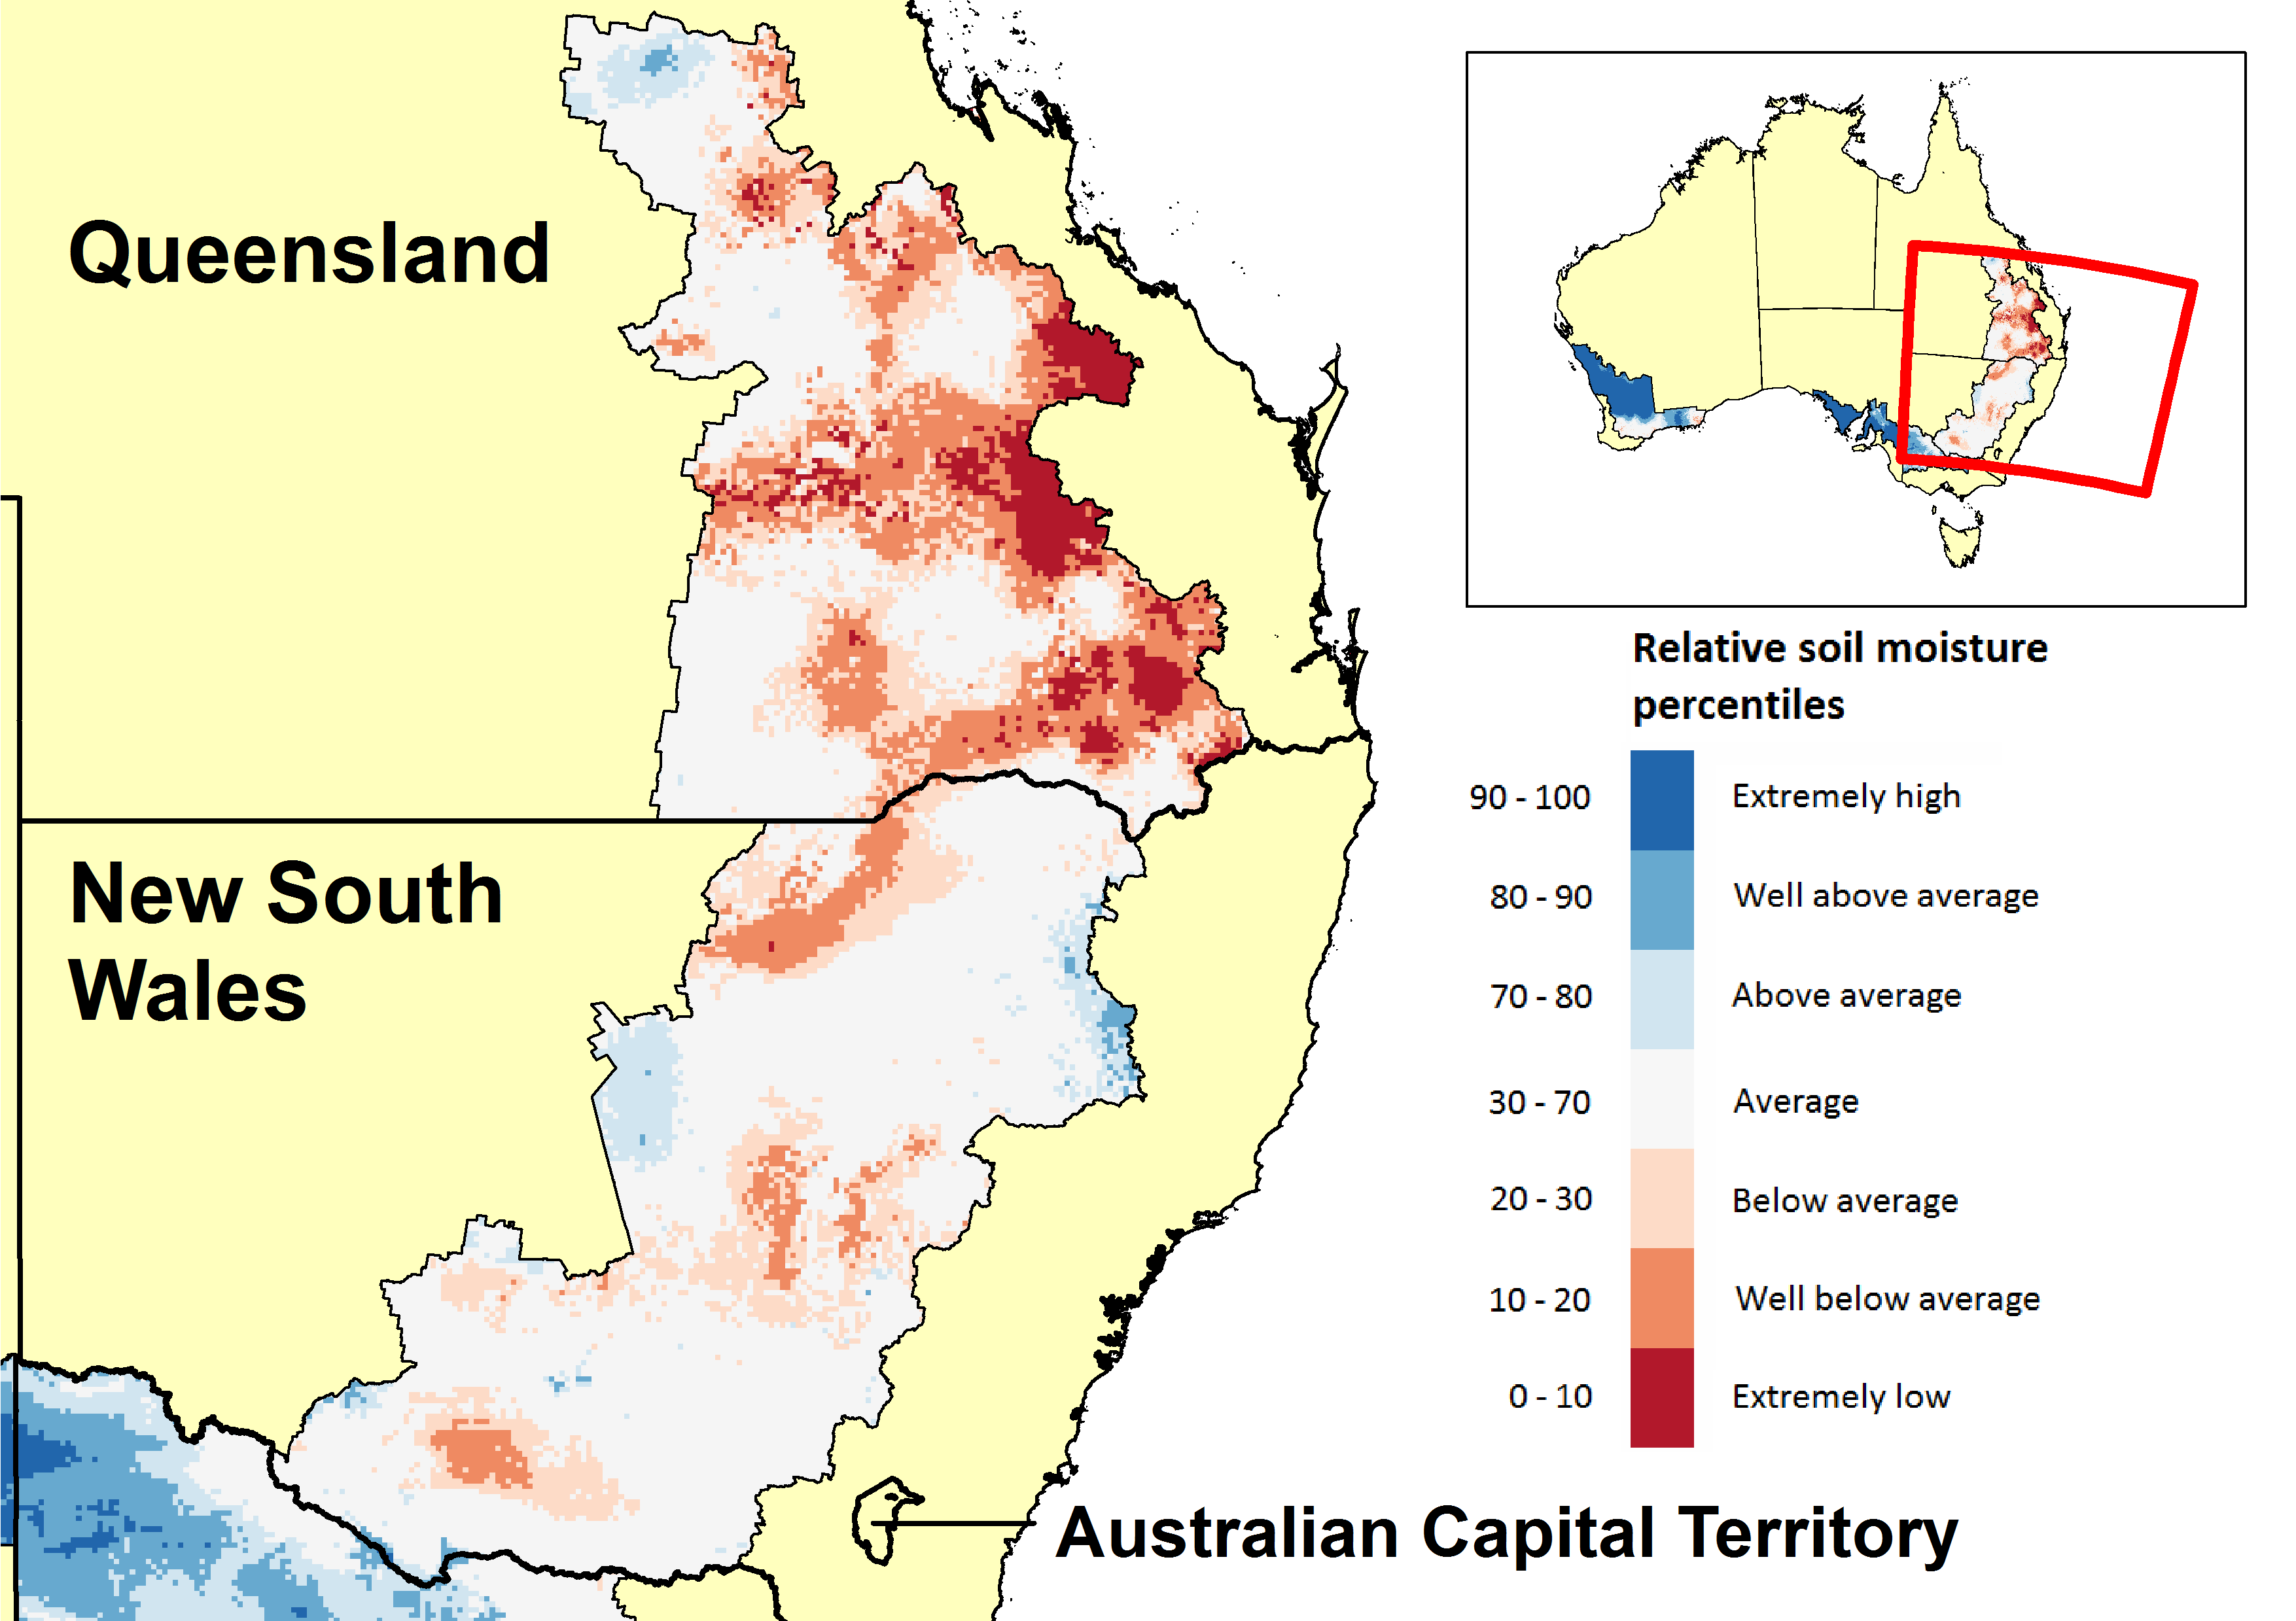 Queensland
New South
Wales
Relative soil moisture
percentiles
90 - 100 Extremely high
80 - 90 Well above average
70 - 80 Above average
30 - 70 Average
20 - 30 Below average
10 - 20 Well below average
0 - 10 Extremely low
Australian Capital Territory